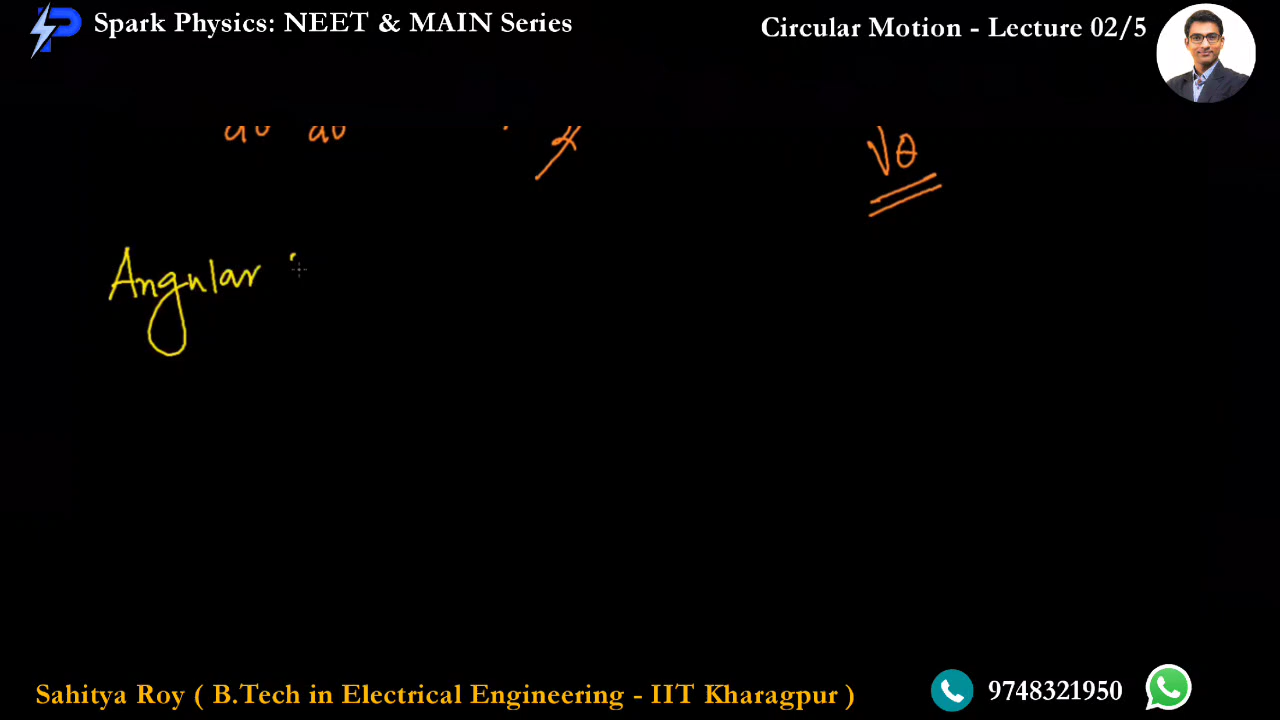 Spark Physics: NEET & MAIN Series
Circular Motion - Lecture 02/5
√θ
Angular
Sahitya Roy ( B.Tech in Electrical Engineering - IIT Kharagpur )
9748321950